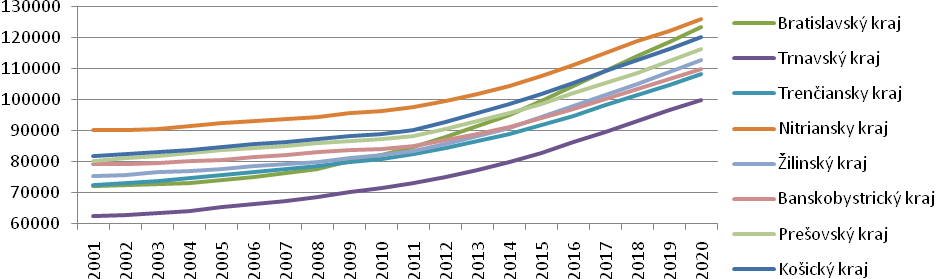 130000
120000
110000
100000
90000
80000
70000
60000
2001 2002 2003 2004 2005 2006 2007 2008 2009 2010 2011 2012 2013 2014 2015 2016 2017 2018 2019 2020
Bratislavský kraj
Trnavský kraj
Trenčiansky kraj
Nitriansky kraj
Žilinský kraj
Banskobystrický kraj
Prešovský kraj
Košický kraj